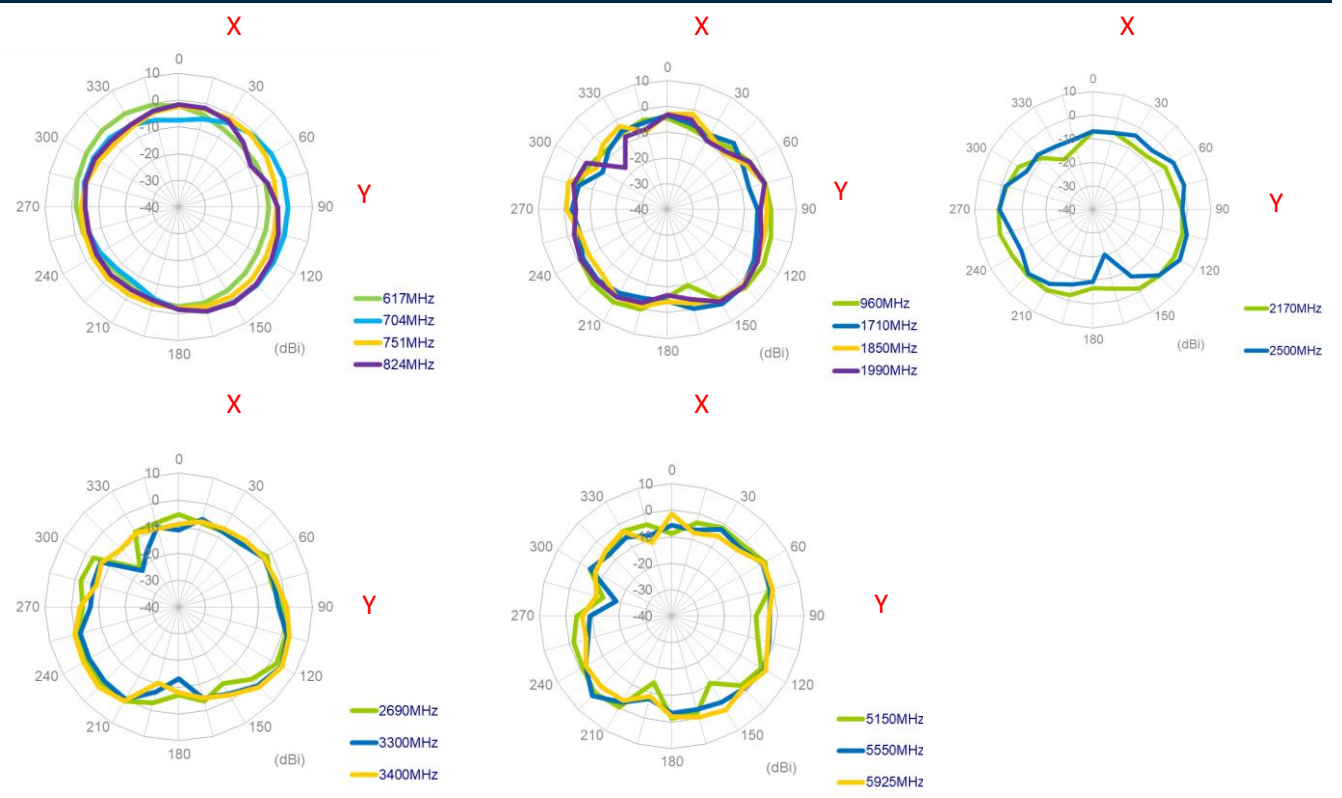 X
0
10
330
30
0
-10
300
60
-20
-30
270
-40
90
Y
240
120
210
150
180
(dBi)
617MHz
704MHz
751MHz
824MHz
X
0
10
330
30
0
-10
300
60
-20
-30
270
-40
90
Y
240
120
210
150
180
(dBi)
960MHz
1710MHz
1850MHz
1990MHz
X
0
10
330
30
0
-10
300
60
-20
-30
270
-40
90
Y
240
120
210
150
180
(dBi)
2170MHz
2500MHz
X
0
10
330
30
0
-10
300
60
-20
-30
270
-40
90
Y
240
120
210
150
180
(dBi)
2690MHz
3300MHz
3400MHz
X
0
10
330
30
0
-10
300
60
-20
-30
270
-40
90
Y
240
120
210
150
180
(dBi)
5150MHz
5550MHz
5925MHz